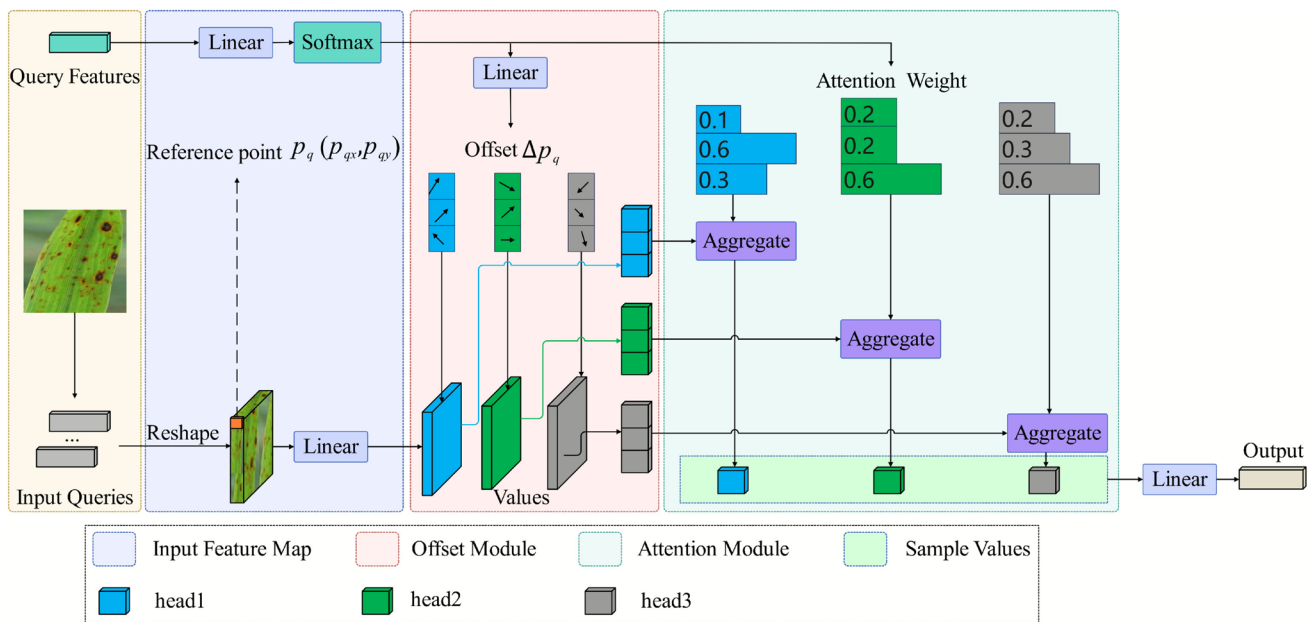 Query Features
Linear
Softmax
Linear
Attention Weight
Reference point p_q (p_qx,p_qy)
Offset Δp_q
0.1
0.6
0.3
0.2
0.2
0.6
0.2
0.3
0.6
Aggregate
Aggregate
Aggregate
...
Reshape
Linear
Input Queries
Values
Linear
Output
Input Feature Map
Offset Module
Attention Module
Sample Values
head1
head2
head3